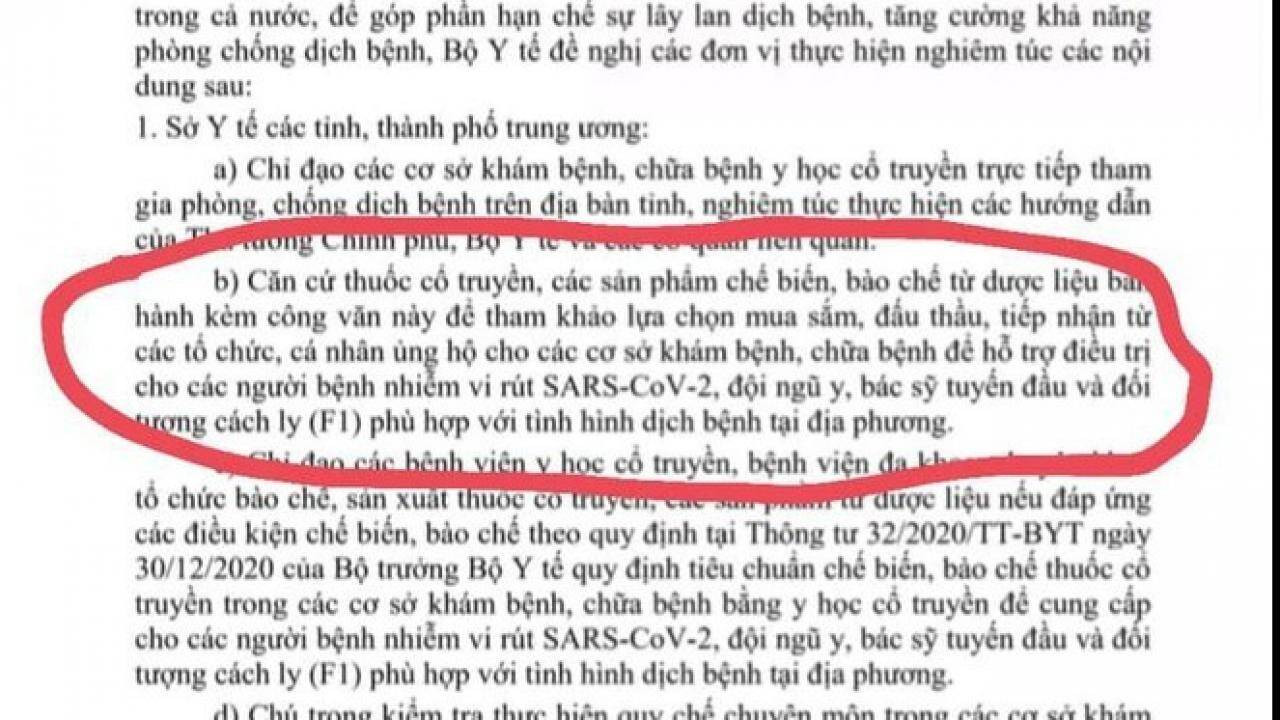 trong cả nước, để góp phần hạn chế sự lây lan dịch bệnh, tăng cường khả năng
phòng chống dịch bệnh, Bộ Y tế đề nghị các đơn vị thực hiện nghiêm túc các nội
dung sau:
1. Sở Y tế các tỉnh, thành phố trung ương:
a) Chỉ đạo các cơ sở khám bệnh, chữa bệnh y học cổ truyền trực tiếp tham
gia phòng, chống dịch bệnh trên địa bàn tỉnh, nghiêm túc thực hiện các hướng dẫn
của tướng Chính phủ, Bộ Y tế và các cơ quan liên quan.
b) Căn cứ thuốc cổ truyền, các sản phẩm chế biến, bào chế từ dược liệu ban
hành kèm công văn này để tham khảo lựa chọn mua sắm, đấu thầu, tiếp nhận từ
các tổ chức, cá nhân ủng hộ cho các cơ sở khám bệnh, chữa bệnh để hỗ trợ điều trị
cho các người bệnh nhiễm vi rút SARS-CoV-2, đội ngũ y, bác sỹ tuyến đầu và đối
tượng cách ly (F1) phù hợp với tình hình dịch bệnh tại địa phương.
Chỉ đạo các bệnh viện y học cổ truyền, bệnh viện đa
tổ chức bào chế, sản xuất thuốc cổ truyền, các sản phẩm từ dược liệu nếu đáp ứng
các điều kiện chế biến, bào chế theo quy định tại Thông tư 32/2020/TT-BYT ngày
30/12/2020 của Bộ trưởng Bộ Y tế quy định tiêu chuẩn chế biến, bào chế thuốc cổ
truyền trong các cơ sở khám bệnh, chữa bệnh bằng y học cổ truyền để cung cấp
cho các người bệnh nhiễm vi rút SARS-CoV-2, đội ngũ y, bác sỹ tuyến đầu và đối
tượng cách ly (F1) phù hợp với tình hình dịch bệnh tại địa phương.
d) Chú trọng kiểm tra thực hiện quy chế chuyên môn trong các cơ sở khám